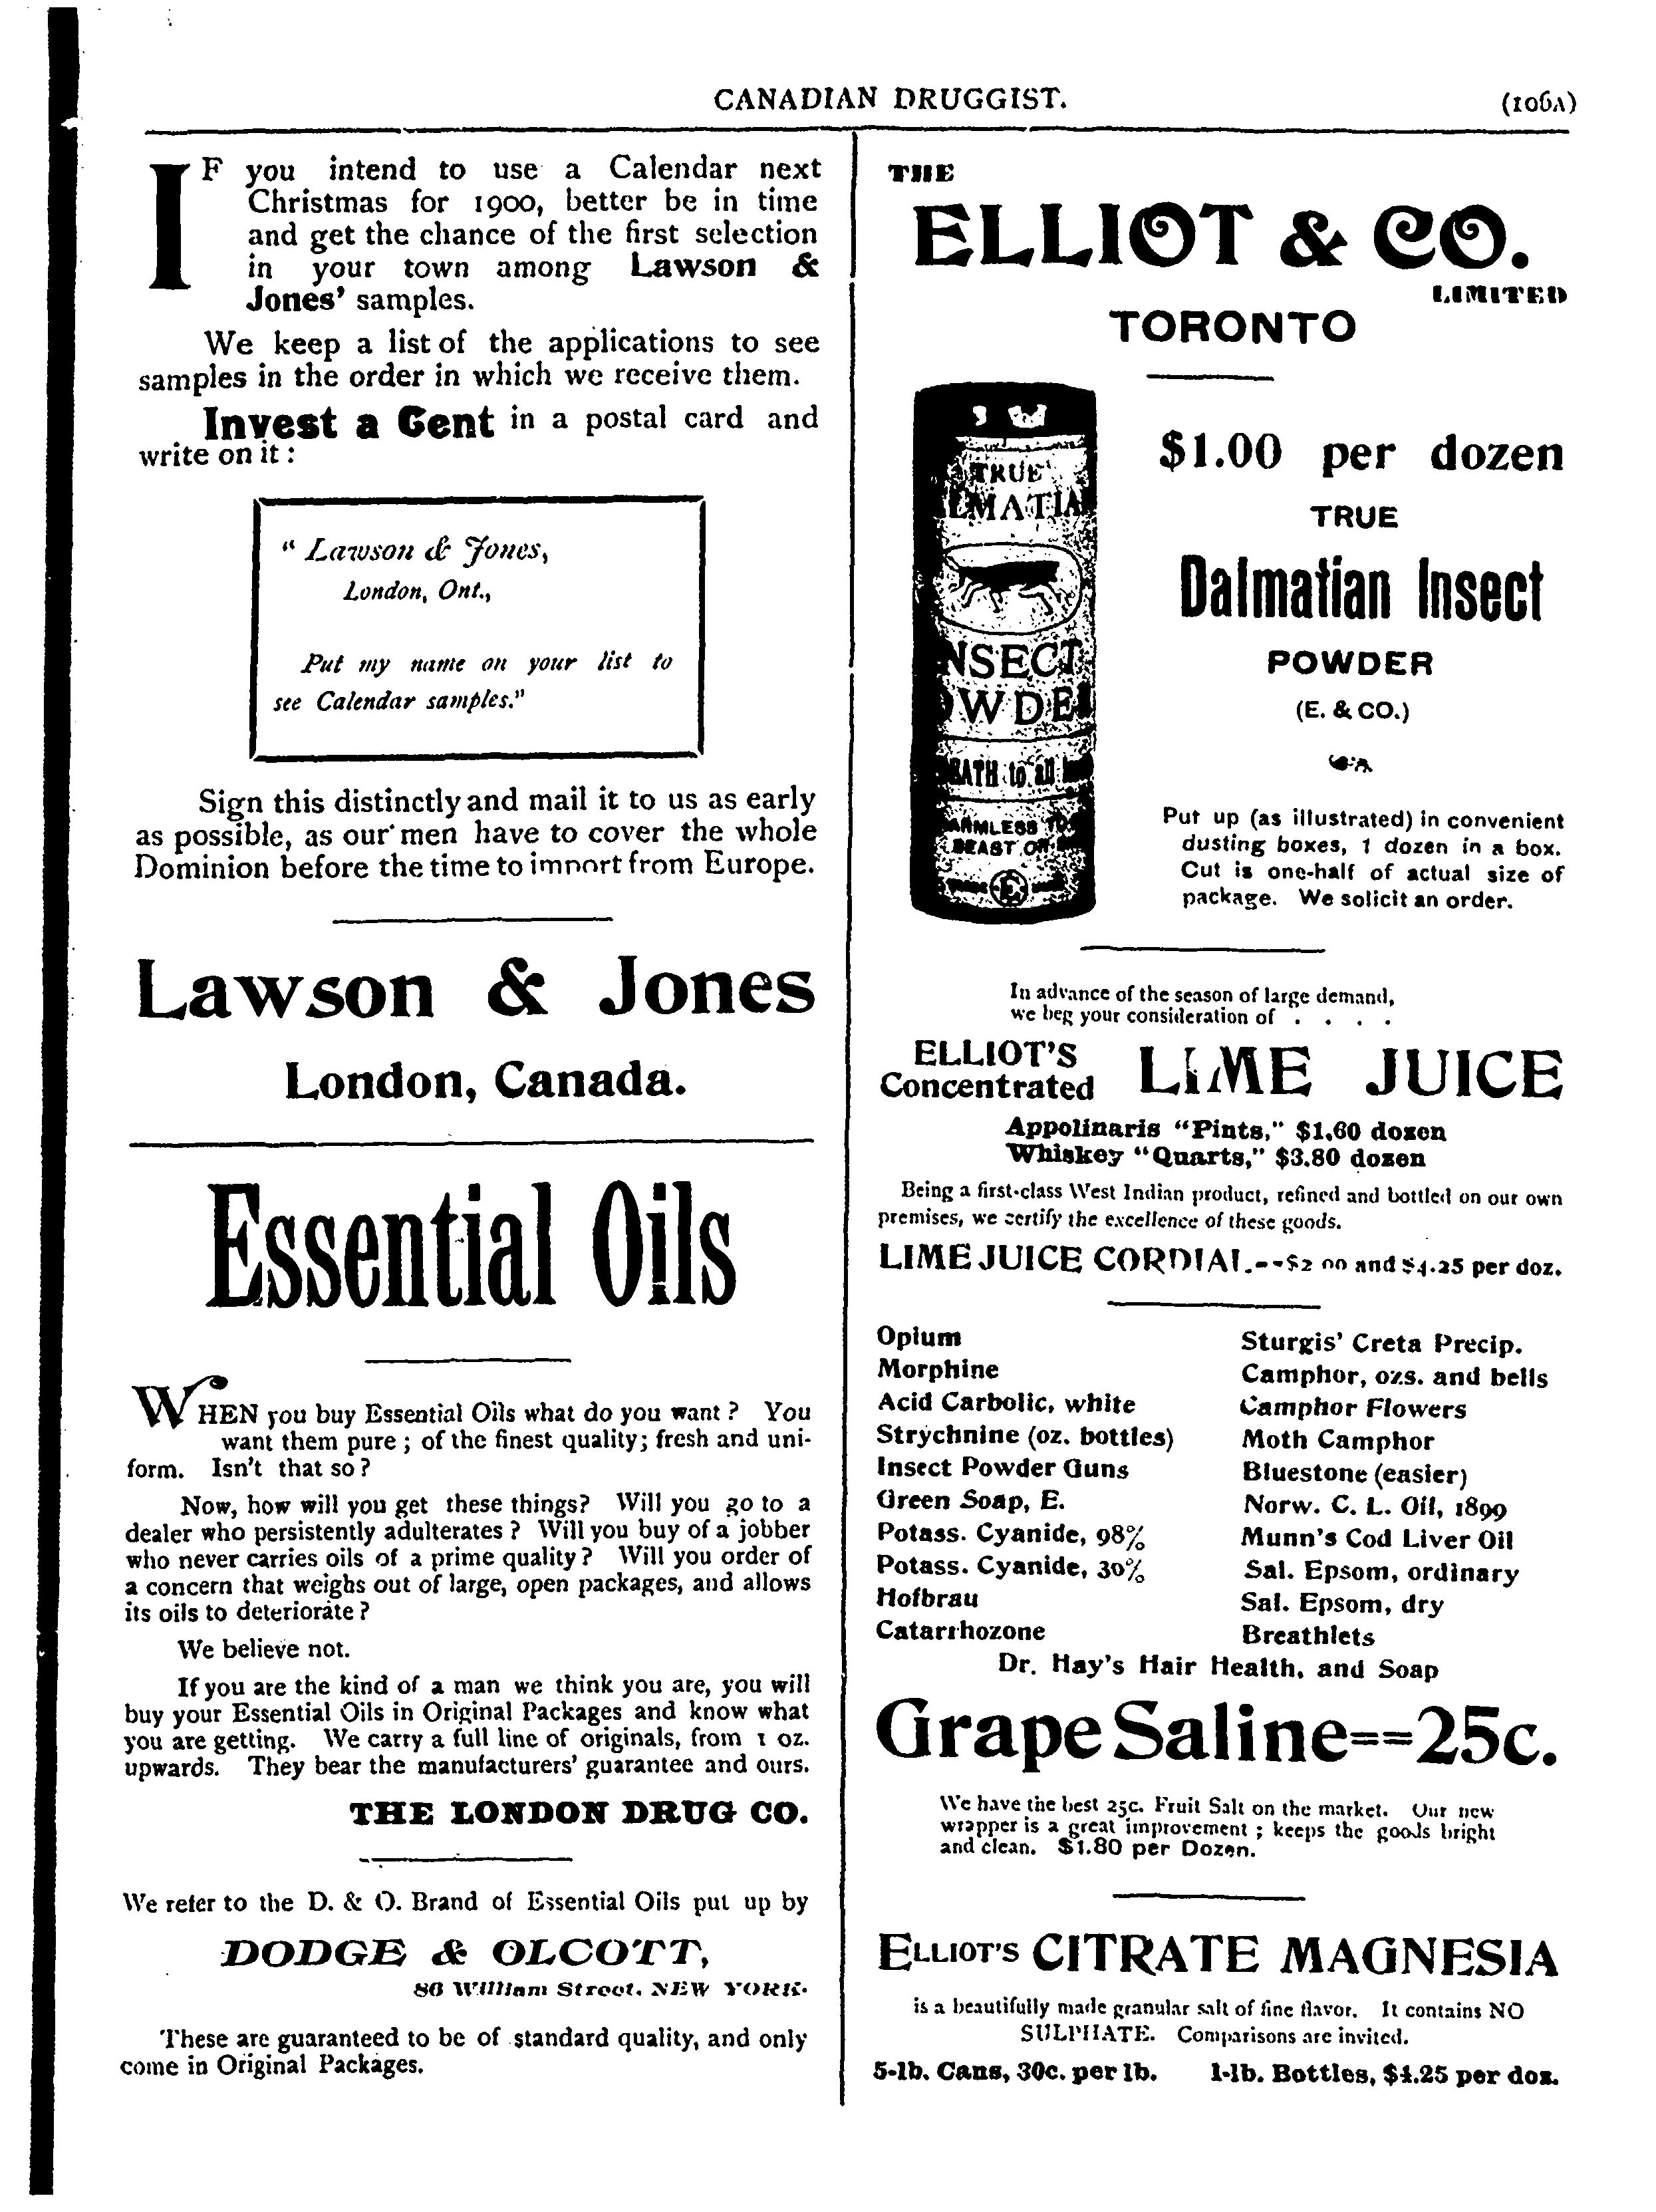 CANADIAN DRUGGIST.
(106A)
IF you intend to use a Calendar next
Christmas for 1900, better be in time
and get the chance of the first selection
in your town among Lawson &
Jones' samples.
We keep a list of the applications to see
samples in the order in which we receive them.
Invest a Cent in a postal card and
write on it :
" Lawson & Jones,
London, Ont.,
Put my name on your list to
see Calendar samples."
Sign this distinctly and mail it to us as early
as possible, as our men have to cover the whole
Dominion before the time to import from Europe.
Lawson & Jones
London, Canada.
Essential Oils
WHEN you buy Essential Oils what do you want ? You
want them pure ; of the finest quality; fresh and uni-
form. Isn't that so ?
Now, how will you get these things? Will you go to a
dealer who persistently adulterates ? Will you buy of a jobber
who never carries oils of a prime quality ? Will you order of
a concern that weighs out of large, open packages, and allows
its oils to deteriorate ?
We believe not.
If you are the kind of a man we think you are, you will
buy your Essential Oils in Original Packages and know what
you are getting. We carry a full line of originals, from 1 oz.
upwards. They bear the manufacturers' guarantee and ours.
THE LONDON DRUG CO.
We refer to the D. & O. Brand of Essential Oils put up by
DODGE & OLCOTT,
86 William Street, NEW YORK.
These are guaranteed to be of standard quality, and only
come in Original Packages.
THE
ELLIOT & CO.
LIMITED
TORONTO
TRUE
LMATIA
NSECT
OWDE
EATH to all
ARMLESS TO
BEAST OR
E
$1.00 per dozen
TRUE
Dalmatian Insect
POWDER
(E. & CO.)
Put up (as illustrated) in convenient
dusting boxes, 1 dozen in a box.
Cut is one-half of actual size of
package. We solicit an order.
In advance of the season of large demand,
we beg your consideration of . . . .
ELLIOT'S
Concentrated LIME JUICE
Appolinaris "Pints," $1.60 dozen
Whiskey "Quarts," $3.80 dozen
Being a first-class West Indian product, refined and bottled on our own
premises, we certify the excellence of these goods.
LIME JUICE CORDIAL.--$2 00 and $4.25 per doz.
Opium
Morphine
Acid Carbolic, white
Strychnine (oz. bottles)
Insect Powder Guns
Green Soap, E.
Potass. Cyanide, 98%
Potass. Cyanide, 30%
Hofbrau
Catarrhozone
Sturgis' Creta Precip.
Camphor, ozs. and bells
Camphor Flowers
Moth Camphor
Bluestone (easier)
Norw. C. L. Oil, 1899
Munn's Cod Liver Oil
Sal. Epsom, ordinary
Sal. Epsom, dry
Breathlets
Dr. Hay's Hair Health, and Soap
Grape Saline==25c.
We have the best 25c. Fruit Salt on the market. Our new
wrapper is a great improvement ; keeps the goods bright
and clean. $1.80 per Dozen.
ELLIOT'S CITRATE MAGNESIA
is a beautifully made granular salt of fine flavor. It contains NO
SULPHATE. Comparisons are invited.
5-lb. Cans, 30c. per lb. 1-lb. Bottles, $4.25 per doz.